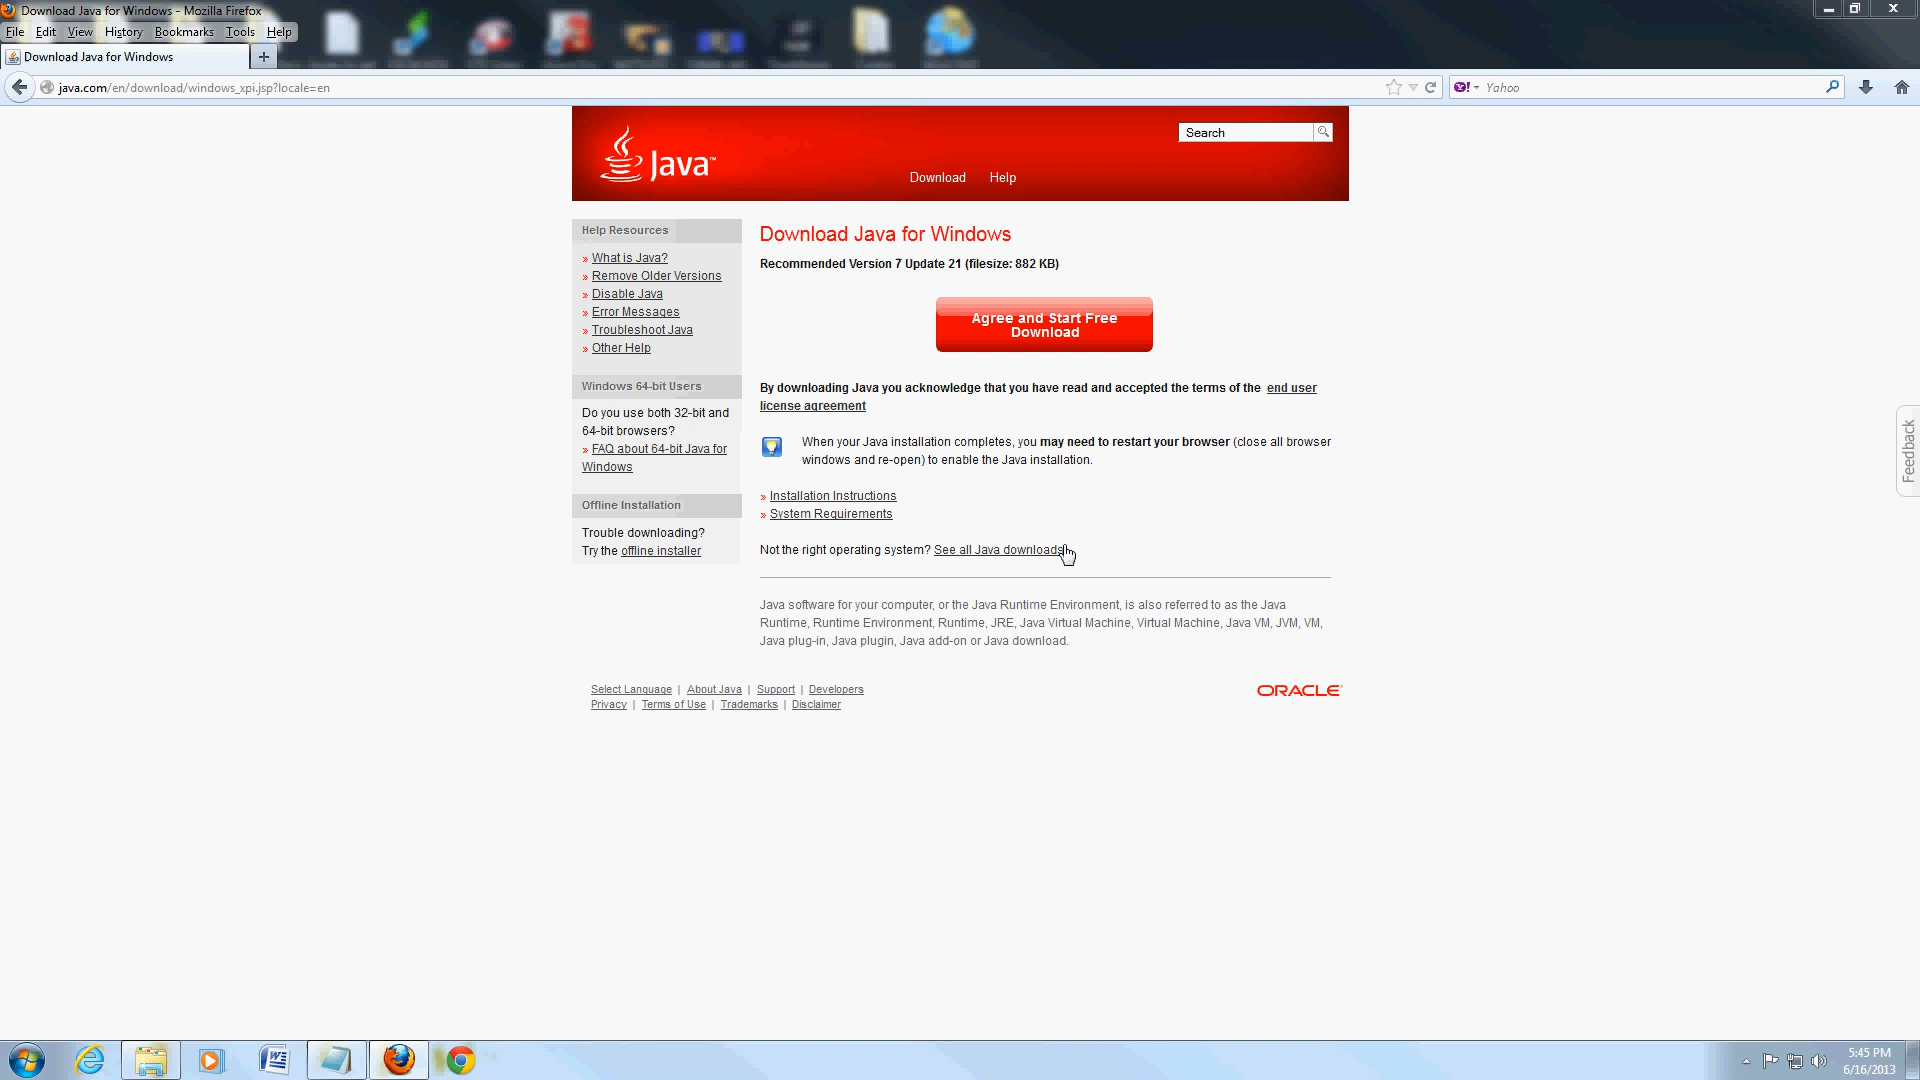 Download Java for Windows - Mozilla Firefox
File Edit View History Bookmarks Tools Help
Download Java for Windows
java.com/en/download/windows_xpi.jsp?locale=en
Yahoo
Search
Java™
Download Help
Help Resources
» What is Java?
» Remove Older Versions
» Disable Java
» Error Messages
» Troubleshoot Java
» Other Help
Windows 64-bit Users
Do you use both 32-bit and
64-bit browsers?
» FAQ about 64-bit Java for
Windows
Offline Installation
Trouble downloading?
Try the offline installer
Download Java for Windows
Recommended Version 7 Update 21 (filesize: 882 KB)
Agree and Start Free
Download
By downloading Java you acknowledge that you have read and accepted the terms of the end user
license agreement
When your Java installation completes, you may need to restart your browser (close all browser
windows and re-open) to enable the Java installation.
» Installation Instructions
» System Requirements
Not the right operating system? See all Java downloads
Java software for your computer, or the Java Runtime Environment, is also referred to as the Java
Runtime, Runtime Environment, Runtime, JRE, Java Virtual Machine, Virtual Machine, Java VM, JVM, VM,
Java plug-in, Java plugin, Java add-on or Java download.
Select Language | About Java | Support | Developers
Privacy | Terms of Use | Trademarks | Disclaimer
ORACLE
Feedback
5:45 PM
6/16/2013